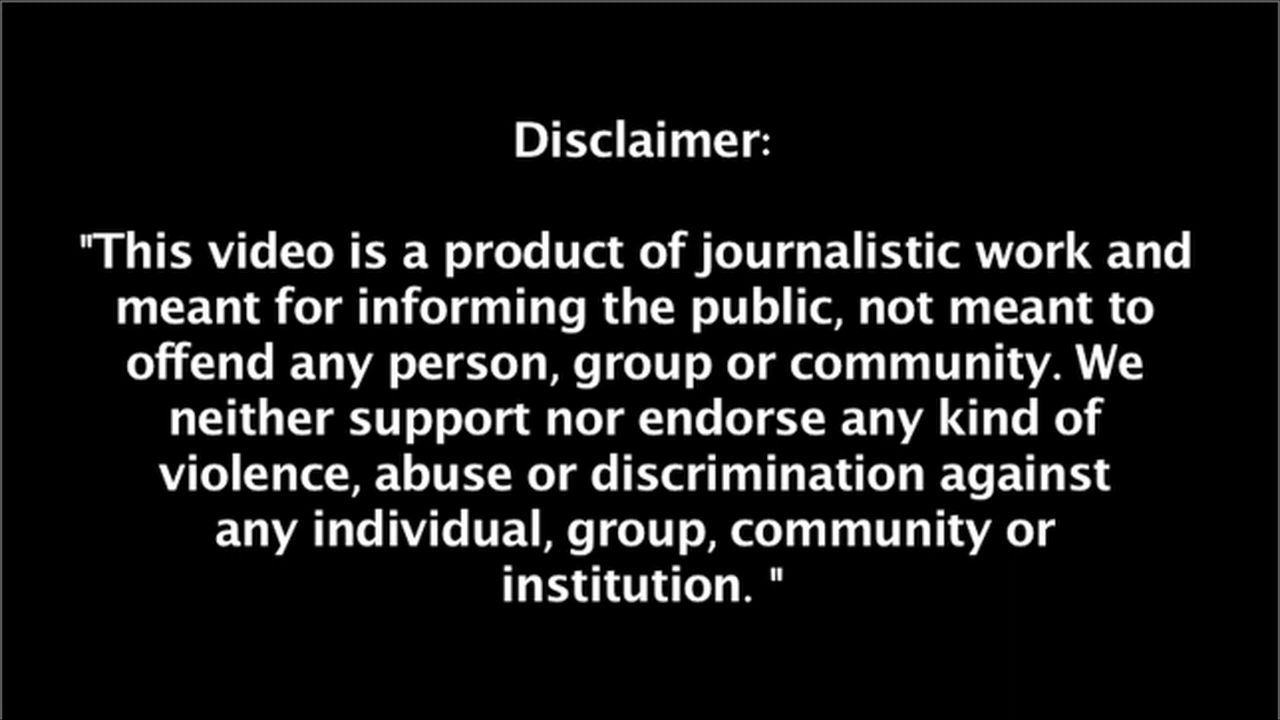 Disclaimer:
"This video is a product of journalistic work and
meant for informing the public, not meant to
offend any person, group or community. We
neither support nor endorse any kind of
violence, abuse or discrimination against
any individual, group, community or
institution. "